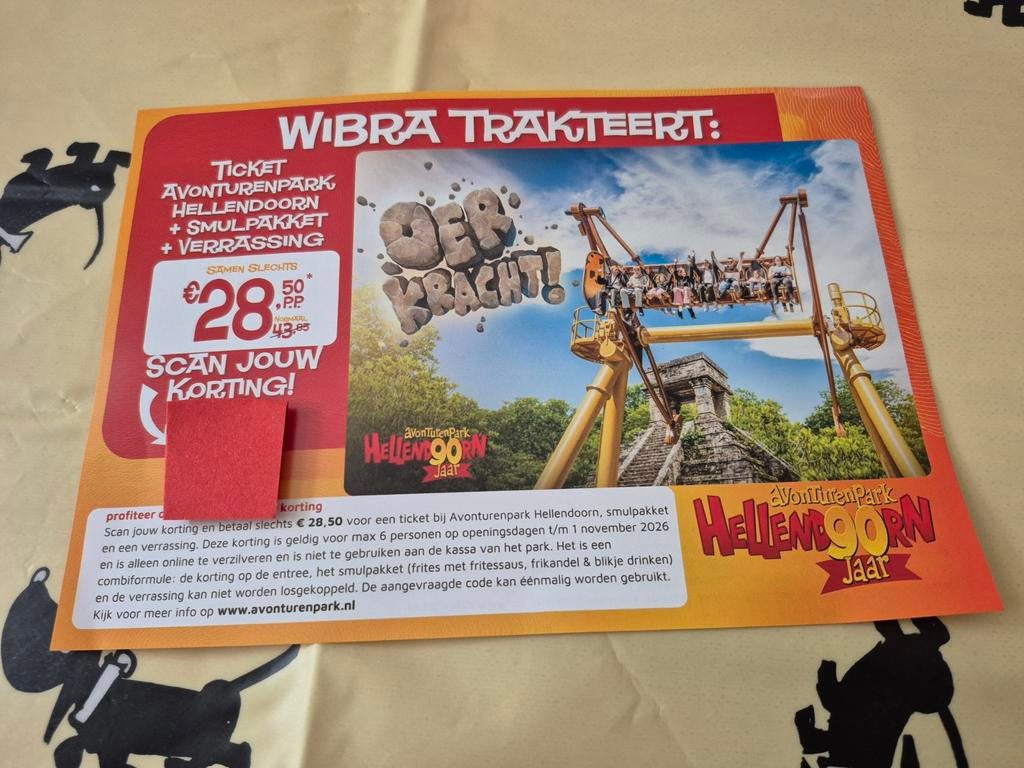 WIBRA TRAKTEERT:
TICKET
AVONTURENPARK
HELLENDOORN
+ SMULPAKKET
+ VERRASSING
SAMEN SLECHTS
€28,50* P.P.
NORMAAL
43,85
SCAN JOUW
KORTING!
OER
KRACHT!
avonturenPark
HELLENDOORN
90
Jaar
profiteer korting
Scan jouw korting en betaal slechts € 28,50 voor een ticket bij Avonturenpark Hellendoorn, smulpakket
en een verrassing. Deze korting is geldig voor max 6 personen op openingsdagen t/m 1 november 2026
en is alleen online te verzilveren en is niet te gebruiken aan de kassa van het park. Het is een
combiformule: de korting op de entree, het smulpakket (frites met fritessaus, frikandel & blikje drinken)
en de verrassing kan niet worden losgekoppeld. De aangevraagde code kan éénmalig worden gebruikt.
Kijk voor meer info op www.avonturenpark.nl
avonturenPark
HELLENDOORN
90
Jaar